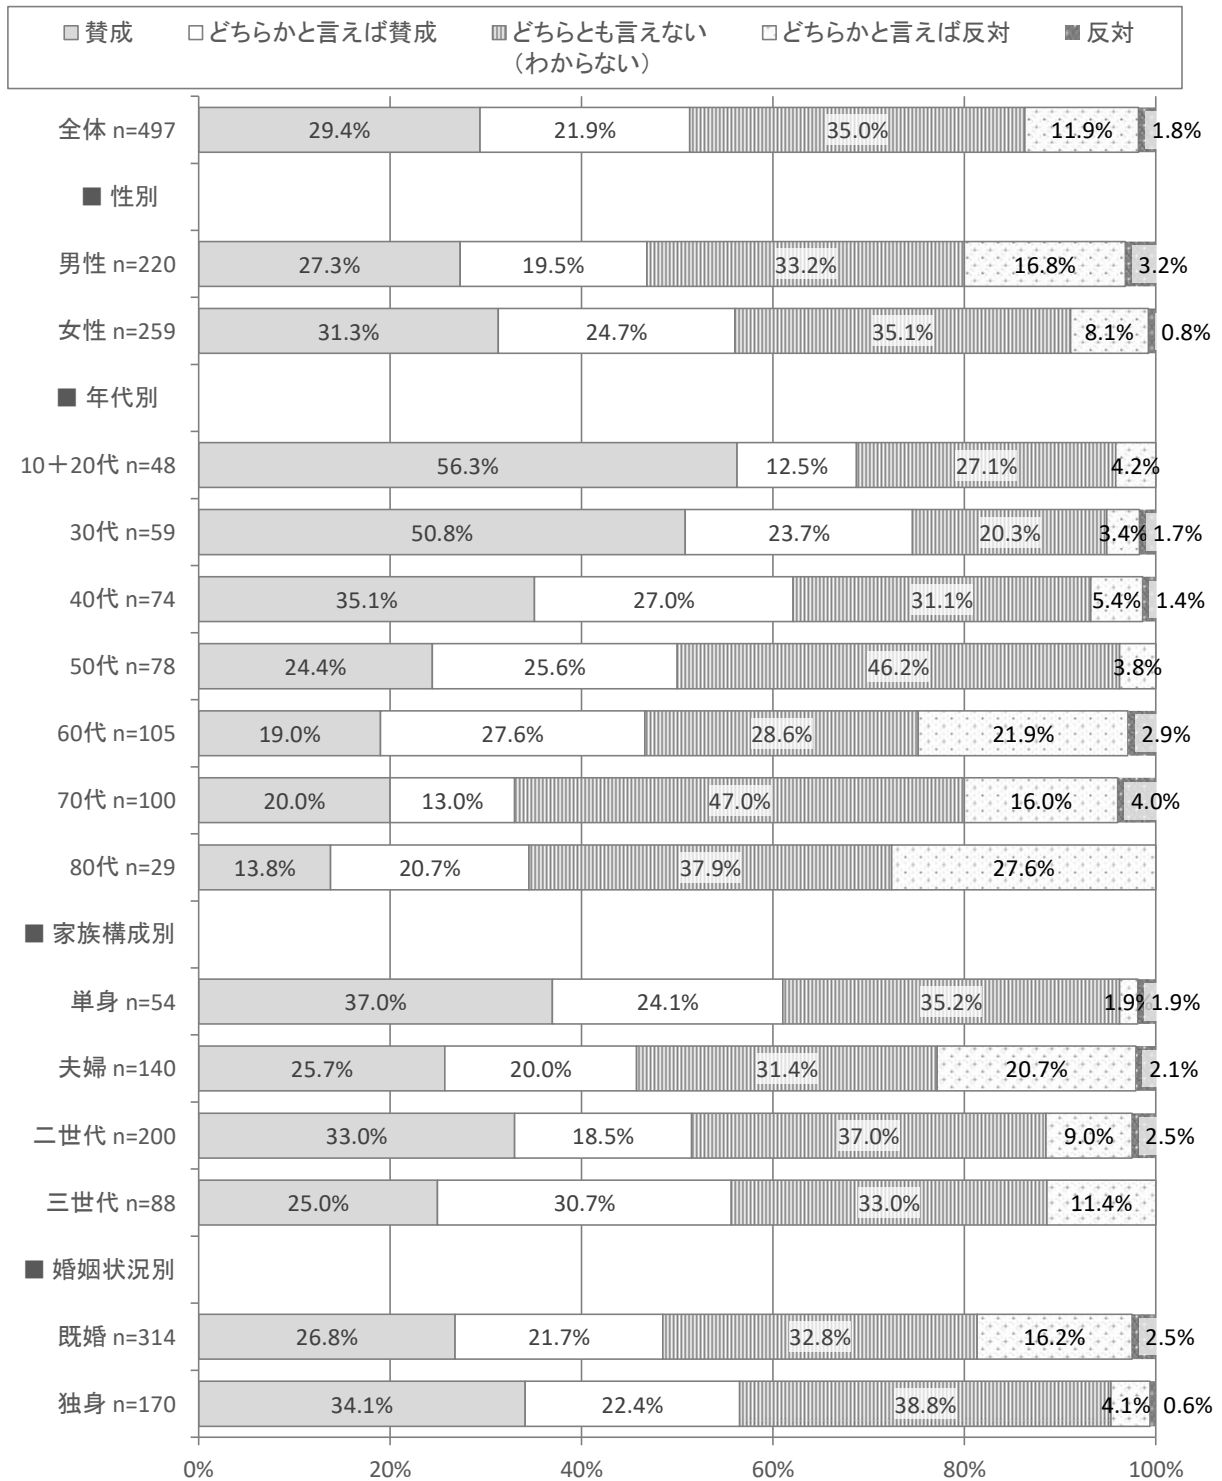 賛成 どちらかと言えば賛成 どちらとも言えない どちらかと言えば反対 反対
（わからない）
全体 n=497 29.4% 21.9% 35.0% 11.9% 1.8%
■ 性別
男性 n=220 27.3% 19.5% 33.2% 16.8% 3.2%
女性 n=259 31.3% 24.7% 35.1% 8.1% 0.8%
■ 年代別
10＋20代 n=48 56.3% 12.5% 27.1% 4.2%
30代 n=59 50.8% 23.7% 20.3% 3.4% 1.7%
40代 n=74 35.1% 27.0% 31.1% 5.4% 1.4%
50代 n=78 24.4% 25.6% 46.2% 3.8%
60代 n=105 19.0% 27.6% 28.6% 21.9% 2.9%
70代 n=100 20.0% 13.0% 47.0% 16.0% 4.0%
80代 n=29 13.8% 20.7% 37.9% 27.6%
■ 家族構成別
単身 n=54 37.0% 24.1% 35.2% 1.9% 1.9%
夫婦 n=140 25.7% 20.0% 31.4% 20.7% 2.1%
二世代 n=200 33.0% 18.5% 37.0% 9.0% 2.5%
三世代 n=88 25.0% 30.7% 33.0% 11.4%
■ 婚姻状況別
既婚 n=314 26.8% 21.7% 32.8% 16.2% 2.5%
独身 n=170 34.1% 22.4% 38.8% 4.1% 0.6%
0% 20% 40% 60% 80% 100%